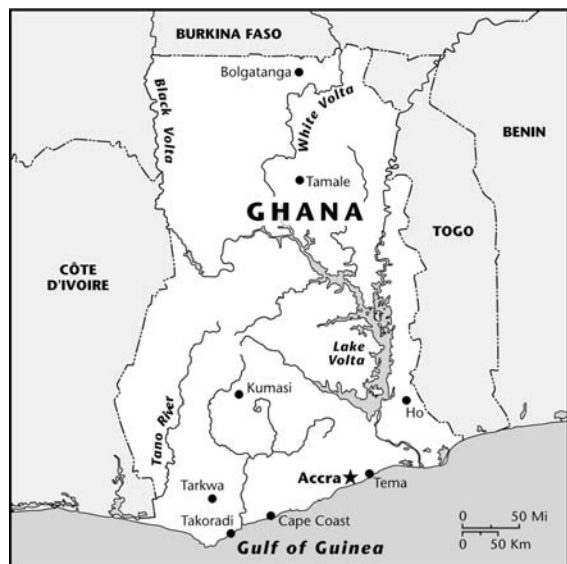 BURKINA FASO
Bolgatanga
Black Volta
White Volta
BENIN
Tamale
GHANA
TOGO
CÔTE
D'IVOIRE
Lake
Volta
Kumasi
Ho
Tano River
Accra
Tema
Tarkwa
Takoradi
Cape Coast
Gulf of Guinea
0 50 Mi
0 50 Km